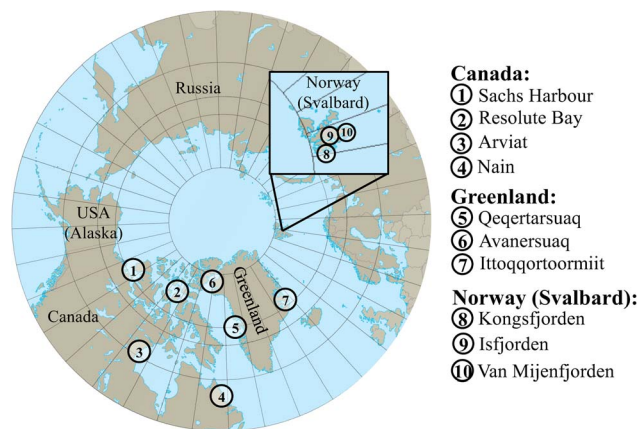 Russia
Norway
(Svalbard)
9
10
8
USA
(Alaska)
1
2
6
Greenland
7
5
Canada
3
4
Canada:
1 Sachs Harbour
2 Resolute Bay
3 Arviat
4 Nain
Greenland:
5 Qeqertarsuaq
6 Avanersuaq
7 Ittoqqortoormiit
Norway (Svalbard):
8 Kongsfjorden
9 Isfjorden
10 Van Mijenfjorden